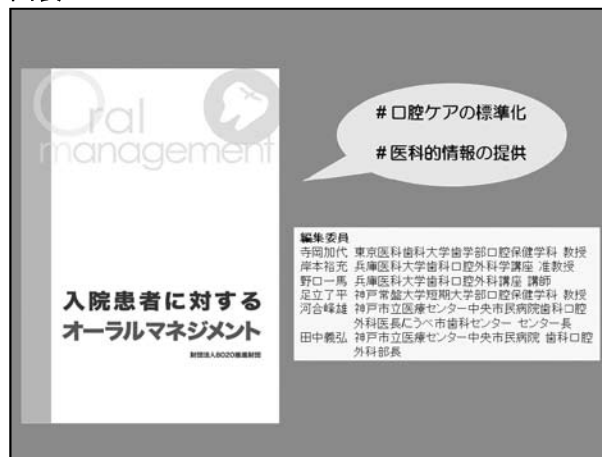 Oral
management
入院患者に対する
オーラルマネジメント
財団法人8020推進財団
#口腔ケアの標準化
#医科的情報の提供
編集委員
寺岡加代 東京医科歯科大学歯学部口腔保健学科 教授
岸本裕充 兵庫医科大学歯科口腔外科学講座 准教授
野口一馬 兵庫医科大学歯科口腔外科講座 講師
足立了平 神戸常盤大学短期大学部口腔保健学科 教授
河合峰雄 神戸市立医療センター中央市民病院歯科口腔
外科医長こうべ市歯科センター センター長
田中義弘 神戸市立医療センター中央市民病院 歯科口腔
外科部長